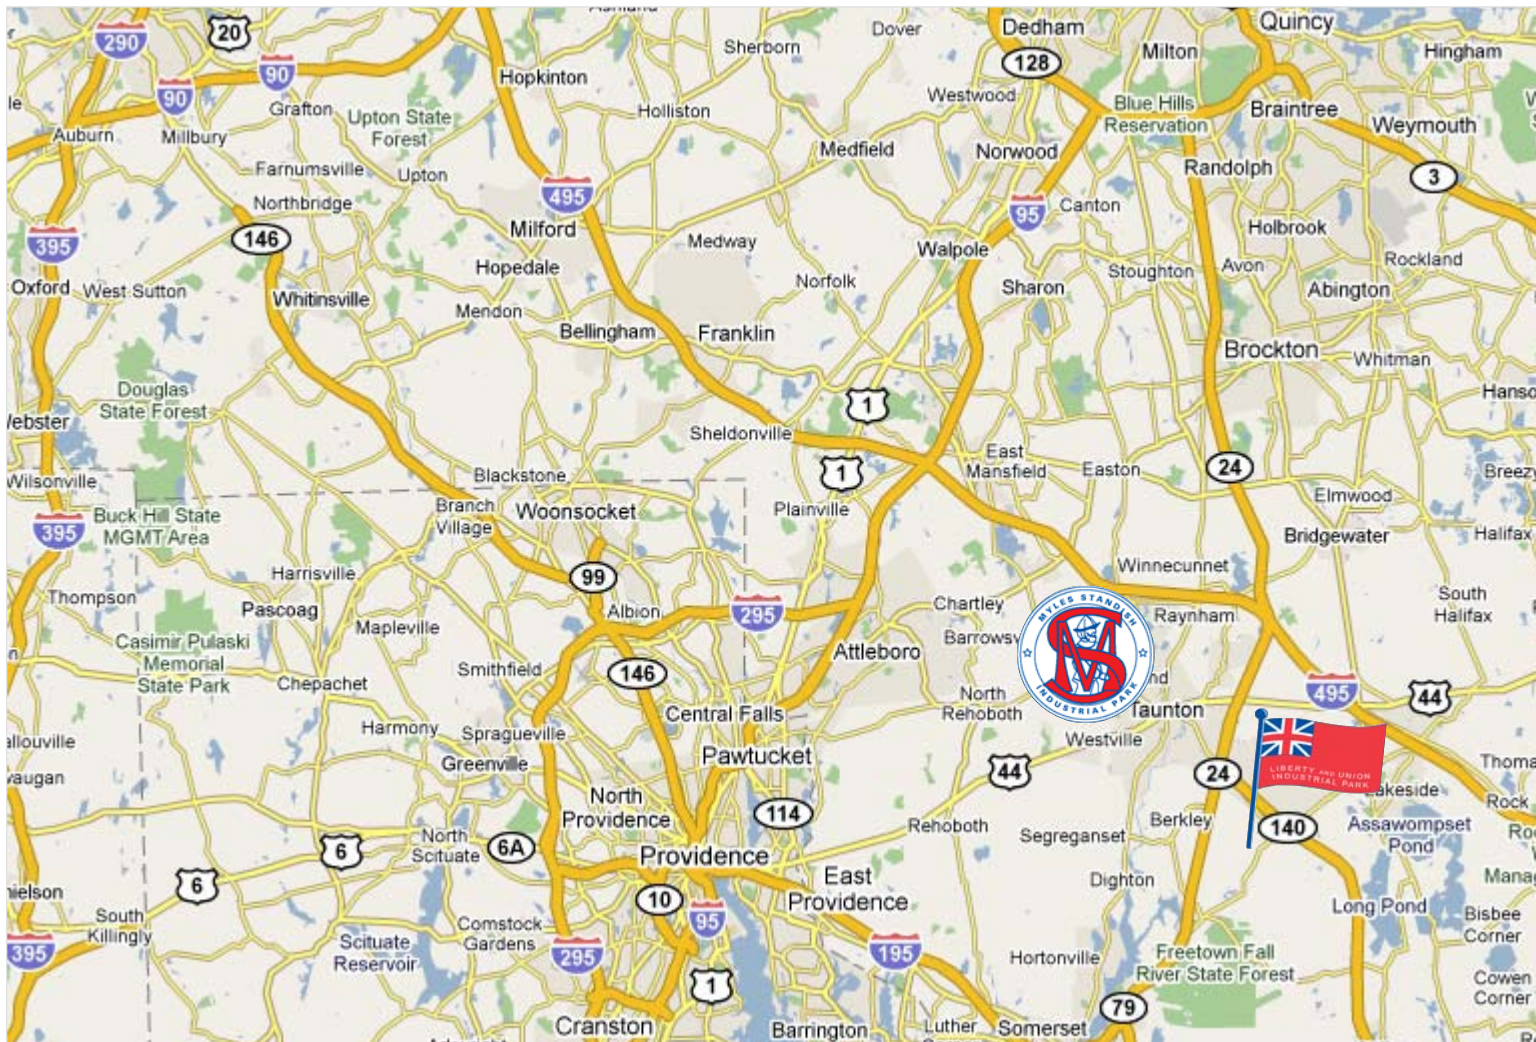 Ashland
Quincy
290
20
Dover
Dedham
Sherborn
Milton
Hingham
128
90
Hopkinton
90
Grafton
Holliston
Westwood
Blue Hills
Reservation
Braintree
Weymouth
Upton State
Forest
Auburn
Millbury
Medfield
Norwood
Randolph
Farnumsville
Upton
3
495
Northbridge
Canton
95
146
Milford
Holbrook
395
Medway
Walpole
Rockland
Hopedale
Stoughton
Avon
Oxford
West Sutton
Norfolk
Sharon
Abington
Whitinsville
Mendon
Bellingham
Franklin
Brockton
Whitman
Douglas
State Forest
1
Sheldonville
East
Mansfield
Easton
24
1
Wilsonville
Blackstone
Elmwood
Branch
Village
Woonsocket
Plainville
Buck Hill State
MGMT Area
395
Bridgewater
Halifax
Winnecunnet
Harrisville
99
Thompson
Pascoag
Albion
295
Chartley
MYLES STANDISH
INDUSTRIAL PARK
MS
Raynham
South
Halifax
Mapleville
Casimir Pulaski
Memorial
State Park
Attleboro
Smithfield
146
Chepachet
495
44
North
Rehoboth
Central Falls
Taunton
Harmony
Spragueville
Westville
Greenville
Pawtucket
44
24
LIBERTY AND UNION
INDUSTRIAL PARK
Lakeside
North
Providence
114
Rehoboth
Segreganset
Berkley
140
Assawompset
Pond
Rock
North
Scituate
6A
6
Providence
6
East
Providence
Dighton
10
Long Pond
95
South
Killingly
Comstock
Gardens
Bisbee
Corner
Scituate
Reservoir
395
295
195
Hortonville
Freetown Fall
River State Forest
1
Cowen
Corner
79
Cranston
Barrington
Luther
Somerset